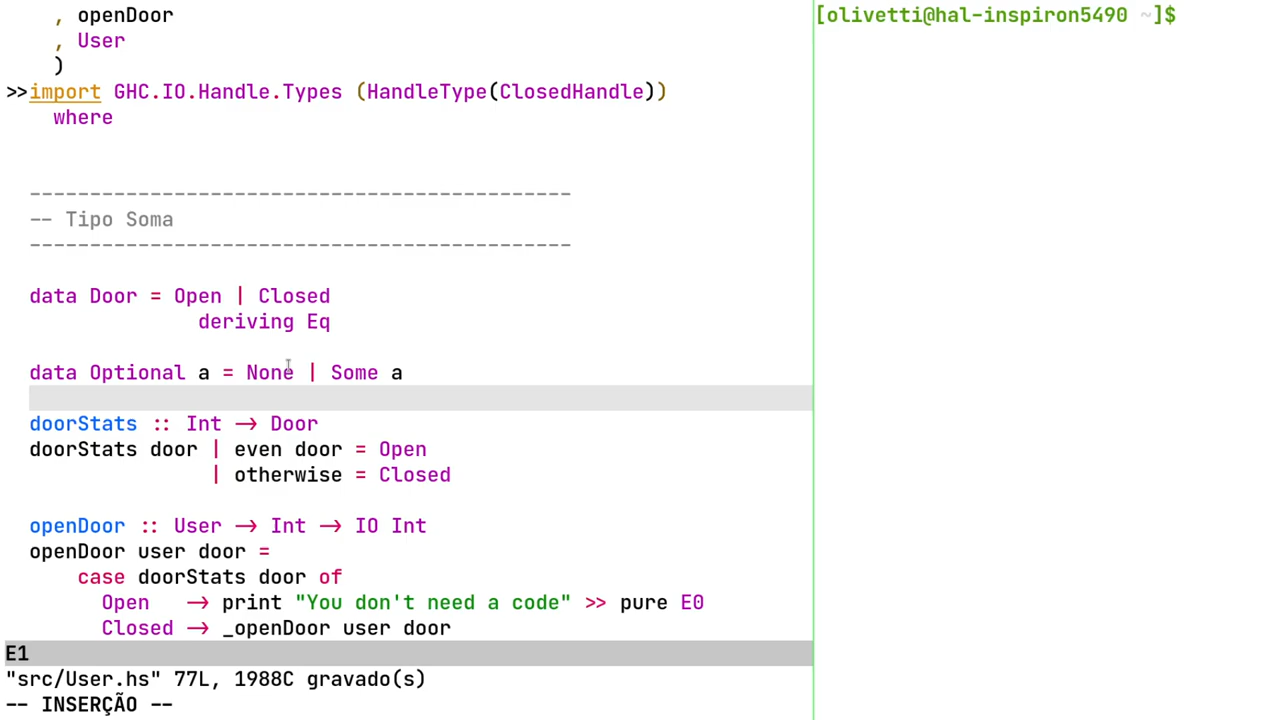 , openDoor
, User
)
>>import GHC.IO.Handle.Types (HandleType(ClosedHandle))
where
---------------------------------------------
-- Tipo Soma
---------------------------------------------
data Door = Open | Closed
deriving Eq
data Optional a = None | Some a
doorStats :: Int -> Door
doorStats door | even door = Open
| otherwise = Closed
openDoor :: User -> Int -> IO Int
openDoor user door =
case doorStats door of
Open -> print "You don't need a code" >> pure E0
Closed -> _openDoor user door
E1
"src/User.hs" 77L, 1988C gravado(s)
-- INSERÇÃO --
[olivetti@hal-inspiron5490 ~]$